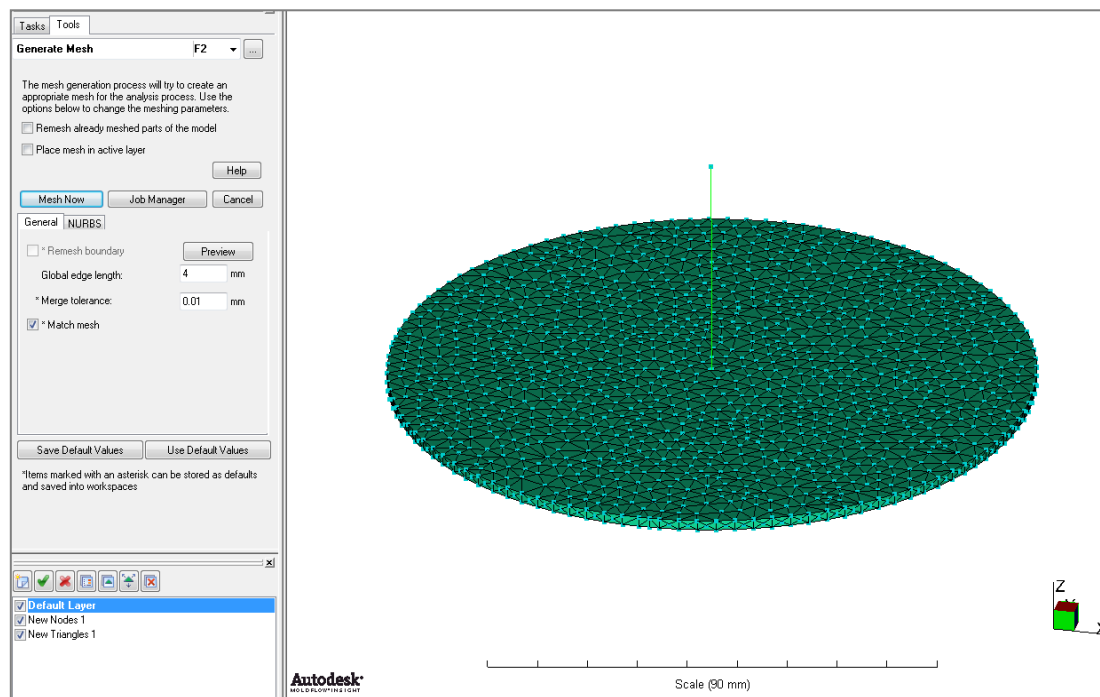 Tasks Tools
Generate Mesh F2 ...
The mesh generation process will try to create an
appropriate mesh for the analysis process. Use the
options below to change the meshing parameters.
Remesh already meshed parts of the model
Place mesh in active layer
Help
Mesh Now Job Manager Cancel
General NURBS
* Remesh boundary Preview
Global edge length: 4 mm
* Merge tolerance: 0.01 mm
* Match mesh
Save Default Values Use Default Values
*Items marked with an asterisk can be stored as defaults
and saved into workspaces
Default Layer
New Nodes 1
New Triangles 1
Autodesk®
MOLDFLOW® INSIGHT
Scale (90 mm)
Z
X